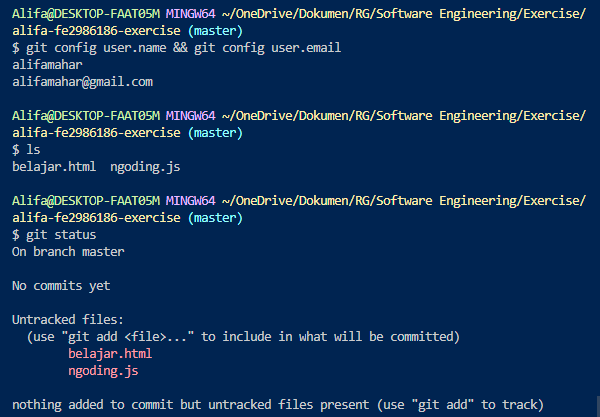 Alifa@DESKTOP-FAAT05M MINGW64 ~/OneDrive/Dokumen/RG/Software Engineering/Exercise/
alifa-fe2986186-exercise (master)
$ git config user.name && git config user.email
alifamahar
alifamahar@gmail.com
Alifa@DESKTOP-FAAT05M MINGW64 ~/OneDrive/Dokumen/RG/Software Engineering/Exercise/
alifa-fe2986186-exercise (master)
$ ls
belajar.html  ngoding.js
Alifa@DESKTOP-FAAT05M MINGW64 ~/OneDrive/Dokumen/RG/Software Engineering/Exercise/
alifa-fe2986186-exercise (master)
$ git status
On branch master
No commits yet
Untracked files:
  (use "git add <file>..." to include in what will be committed)
        belajar.html
        ngoding.js
nothing added to commit but untracked files present (use "git add" to track)